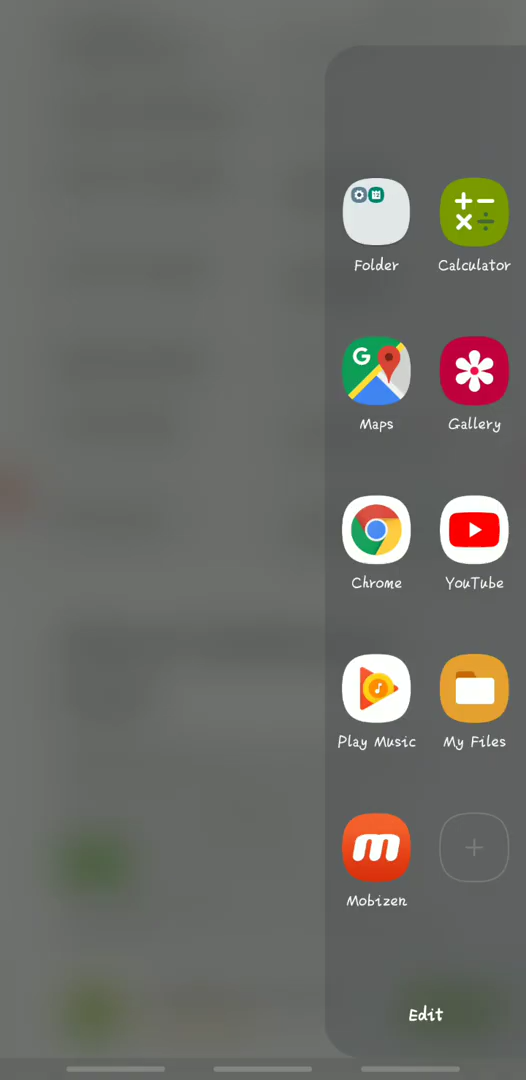 Folder Calculator
Maps Gallery
Chrome YouTube
Play Music My Files
Mobizen
Edit